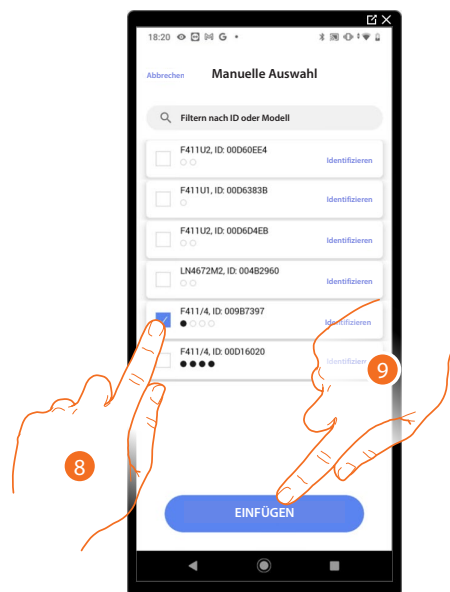 18:20 G
Abbrechen Manuelle Auswahl
Filtern nach ID oder Modell
F411U2, ID: 00D60EE4
Identifizieren
F411U1, ID: 00D6383B
Identifizieren
F411U2, ID: 00D6D4EB
Identifizieren
LN4672M2, ID: 004B2960
Identifizieren
F411/4, ID: 009B7397
Identifizieren
F411/4, ID: 00D16020
Identifizieren
9
8
EINFÜGEN